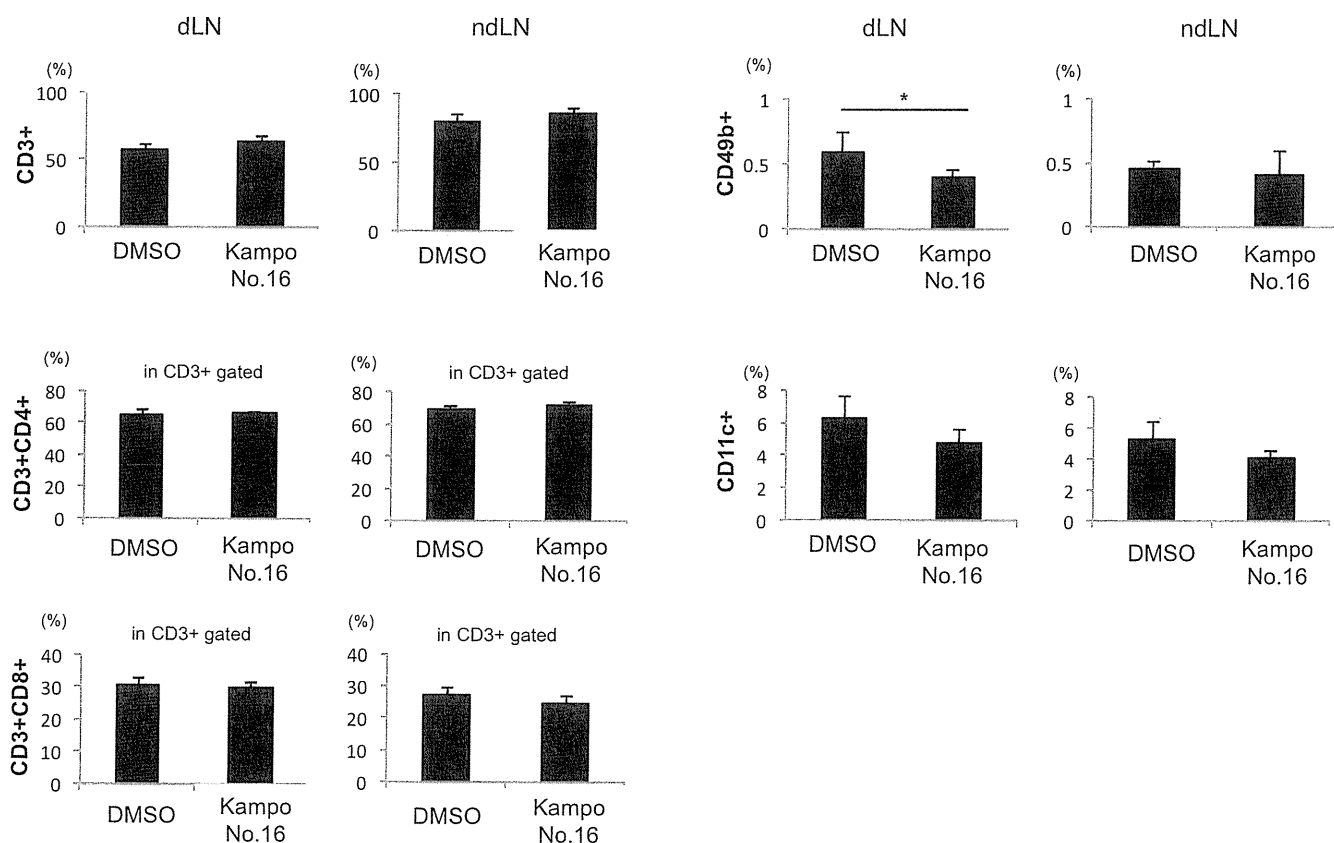 dLN
ndLN
dLN
ndLN
(%)
100
50
0
CD3+
DMSO
Kampo
No.16
(%)
100
50
0
DMSO
Kampo
No.16
(%)
1
0.5
0
CD49b+
*
DMSO
Kampo
No.16
(%)
1
0.5
0
DMSO
Kampo
No.16
(%)
in CD3+ gated
80
60
40
20
0
CD3+CD4+
DMSO
Kampo
No.16
(%)
in CD3+ gated
80
60
40
20
0
DMSO
Kampo
No.16
(%)
8
6
4
2
0
CD11c+
DMSO
Kampo
No.16
(%)
8
6
4
2
0
DMSO
Kampo
No.16
(%)
in CD3+ gated
40
30
20
10
0
CD3+CD8+
DMSO
Kampo
No.16
(%)
in CD3+ gated
40
30
20
10
0
DMSO
Kampo
No.16